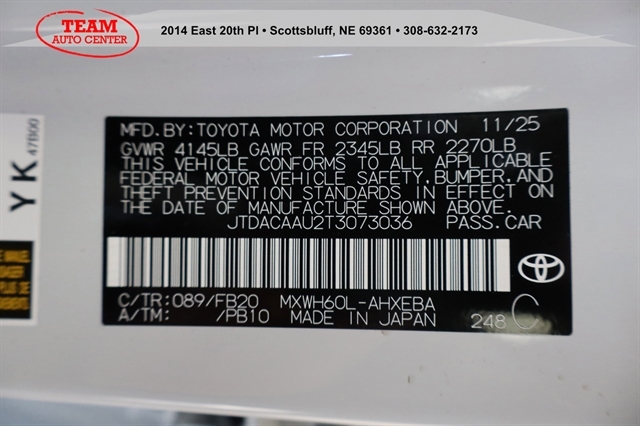 TEAM
AUTO CENTER
2014 East 20th Pl • Scottsbluff, NE 69361 • 308-632-2173
YK
47B00
MFD.BY:TOYOTA MOTOR CORPORATION 11/25
GVWR 4145LB GAWR FR 2345LB RR 2270LB
THIS VEHICLE CONFORMS TO ALL APPLICABLE
FEDERAL MOTOR VEHICLE SAFETY,BUMPER,AND
THEFT PREVENTION STANDARDS IN EFFECT ON
THE DATE OF MANUFACTURE SHOWN ABOVE.
JTDACAAU2T3073036 PASS.CAR
C/TR:089/FB20 MXWH60L-AHXEBA
A/TM: /PB10 MADE IN JAPAN 248 C
TOYOTA